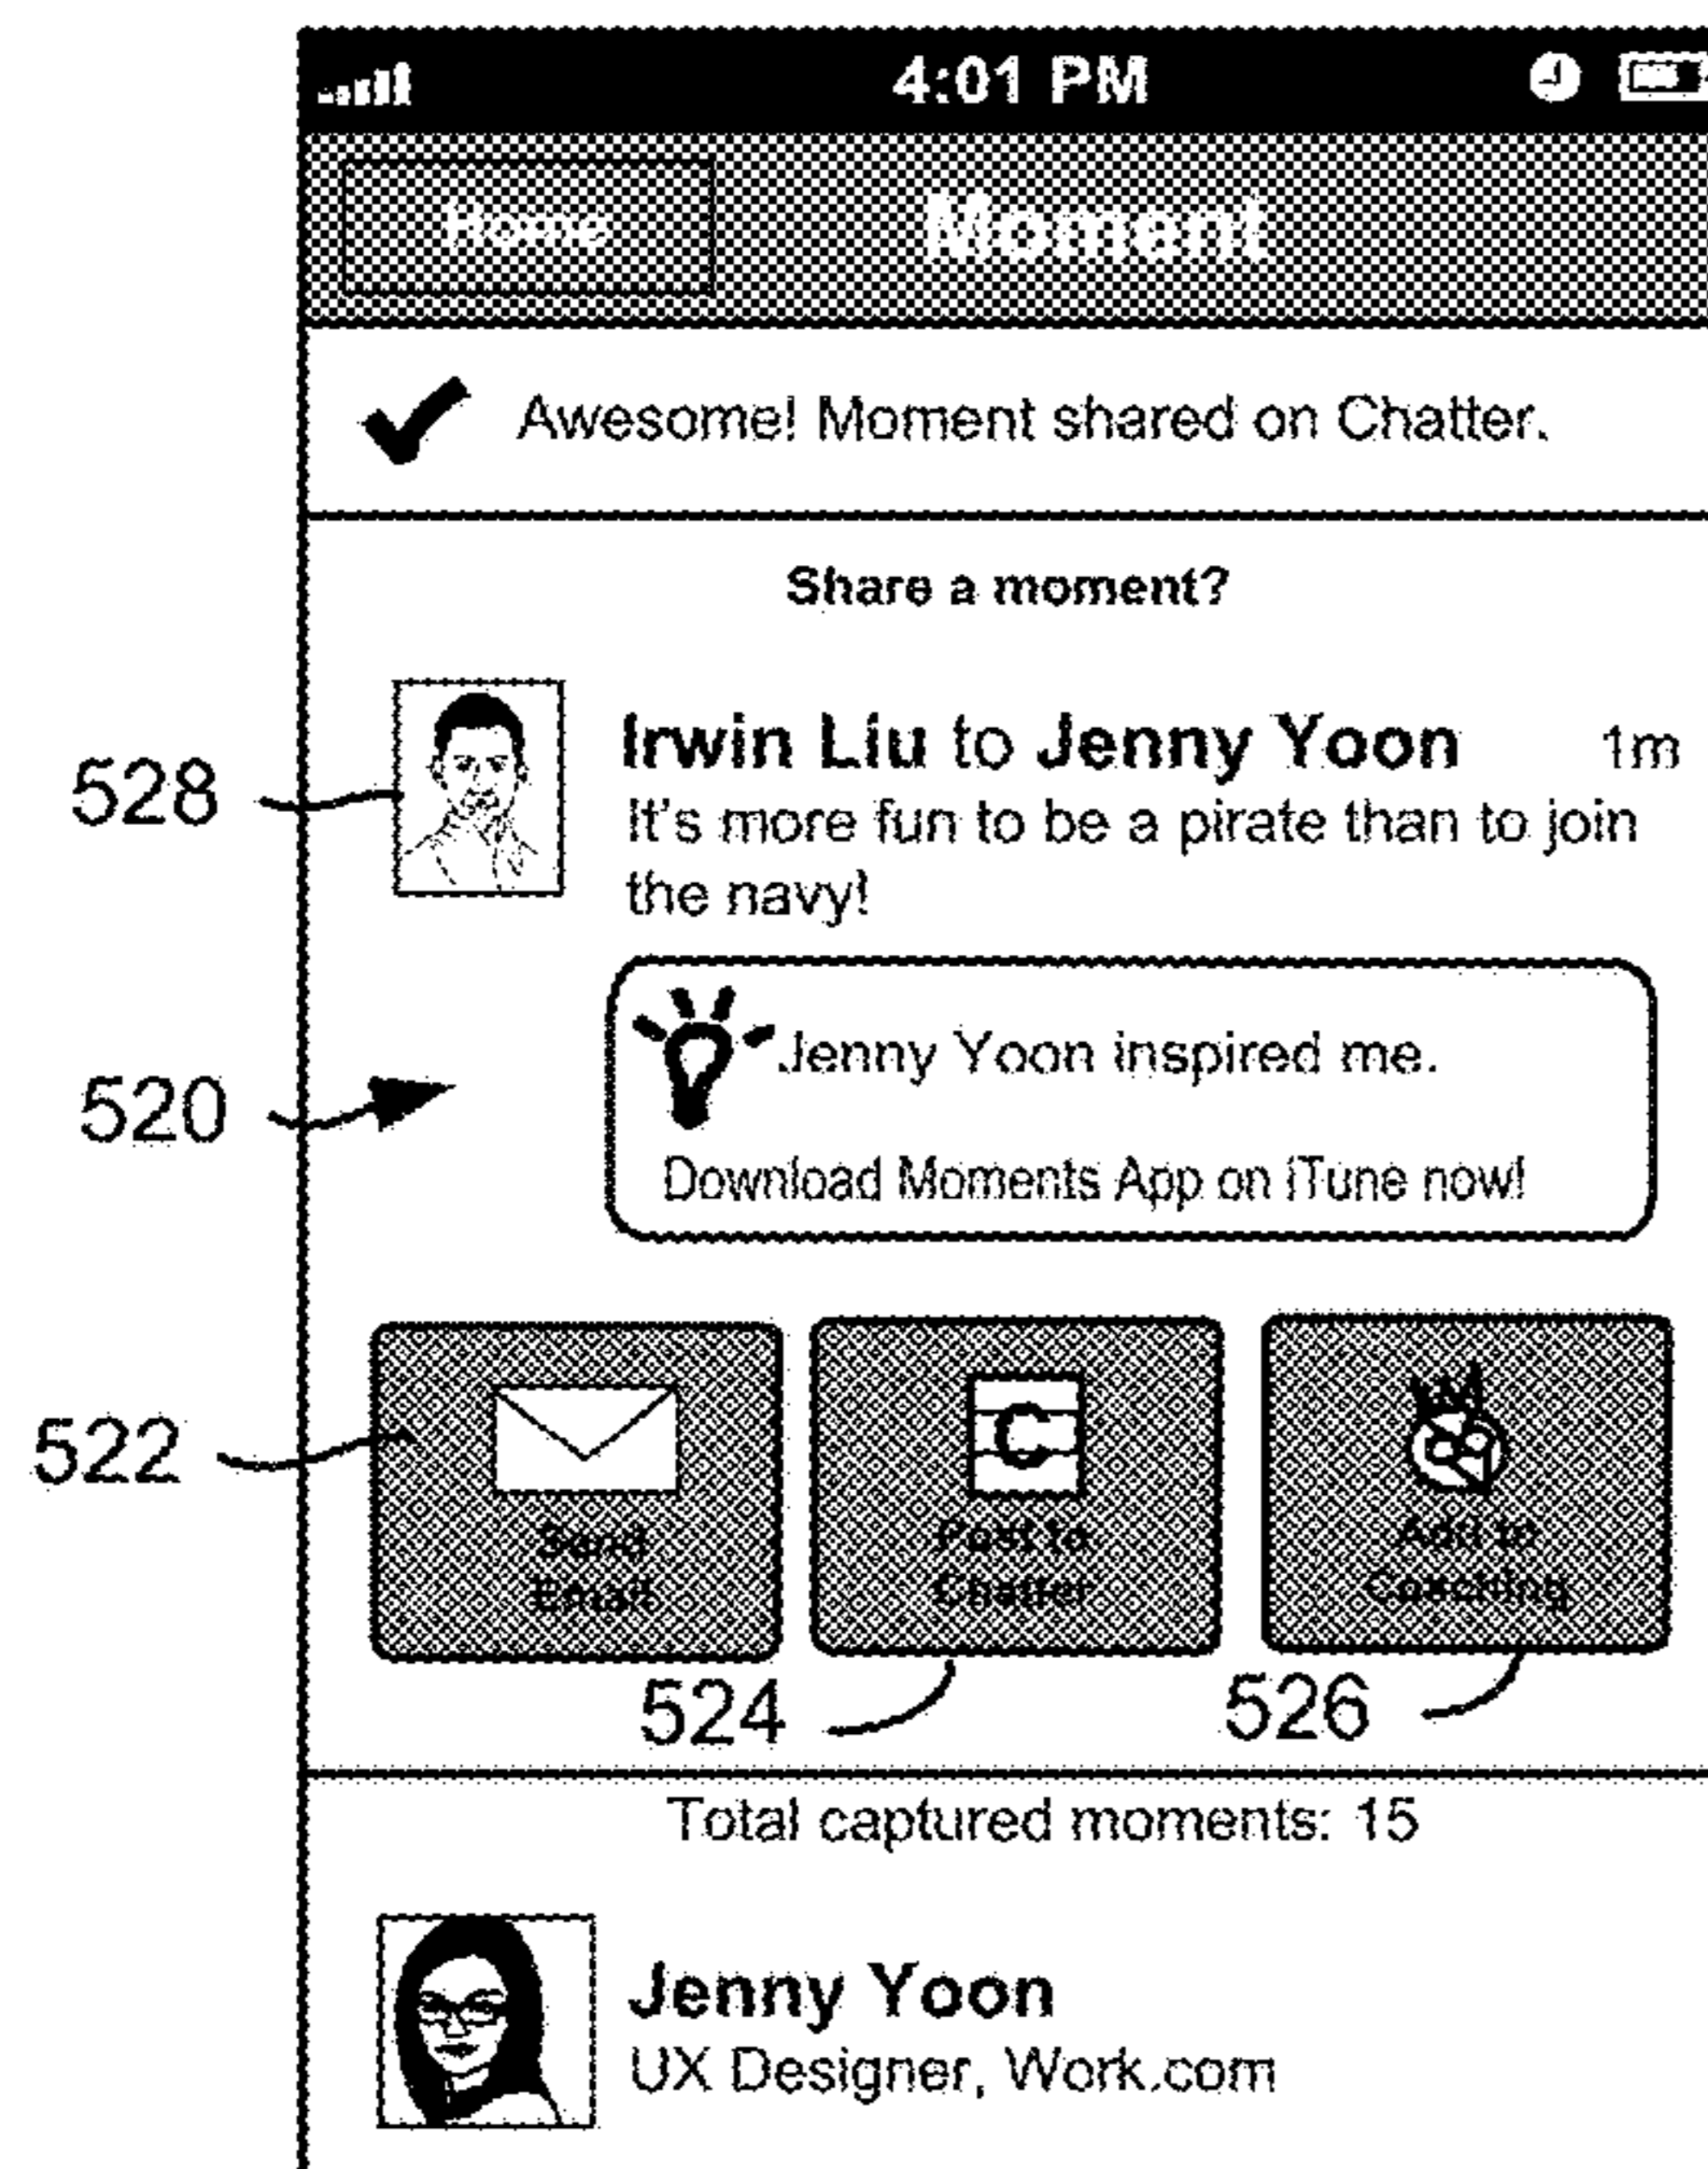 4:01 PM
Home
Moment
Awesome! Moment shared on Chatter.
Share a moment?
528
Irwin Liu to Jenny Yoon 1m
It's more fun to be a pirate than to join
the navy!
520
Jenny Yoon inspired me.
Download Moments App on iTune now!
522
C
Send
Email
Post to
Chatter
Add to
Coaching
524
526
Total captured moments: 15
Jenny Yoon
UX Designer, Work.com